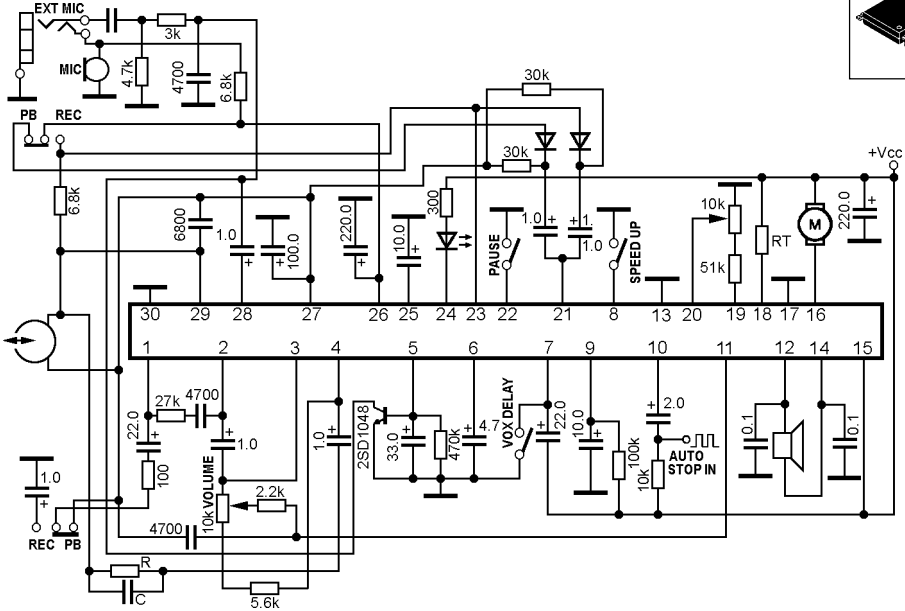 EXT MIC
3k
MIC
4.7k
4700
6.8k
30k
PB REC
30k
+Vcc
6.8k
6800
1.0
100.0
220.0
10.0
300
PAUSE
1.0
1.
1.0
SPEED UP
10k
51k
RT
M
220.0
30 29 28 27 26 25 24 23 22 21 8 13 20 19 18 17 16
1 2 3 4 5 6 7 9 10 11 12 14 15
27k
4700
22.0
1.0
100
1.0
2SD1048
33.0
470k
4.7
VOX DELAY
22.0
10.0
100k
2.0
AUTO
STOP IN
10k
0.1
0.1
1.0
VOLUME
10k
2.2k
REC PB
4700
R
C
5.6k